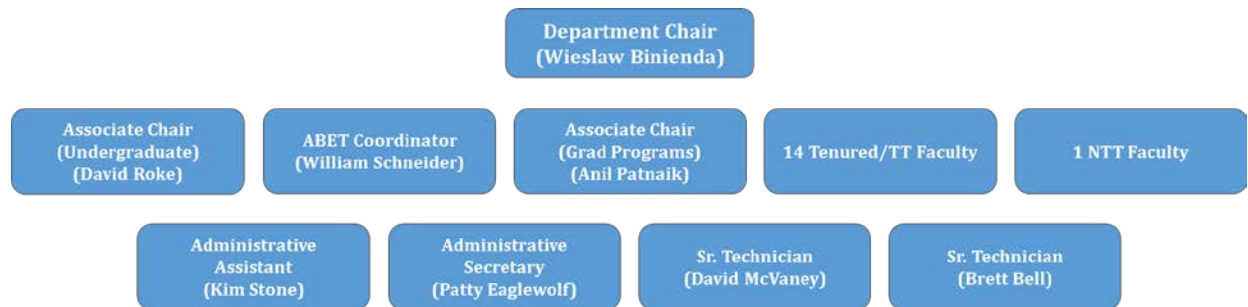 Department Chair
(Wieslaw Binienda)
Associate Chair
(Undergraduate)
(David Roke)
ABET Coordinator
(William Schneider)
Associate Chair
(Grad Programs)
(Anil Patnaik)
14 Tenured/TT Faculty
1 NTT Faculty
Administrative
Assistant
(Kim Stone)
Administrative
Secretary
(Patty Eaglewolf)
Sr. Technician
(David McVaney)
Sr. Technician
(Brett Bell)